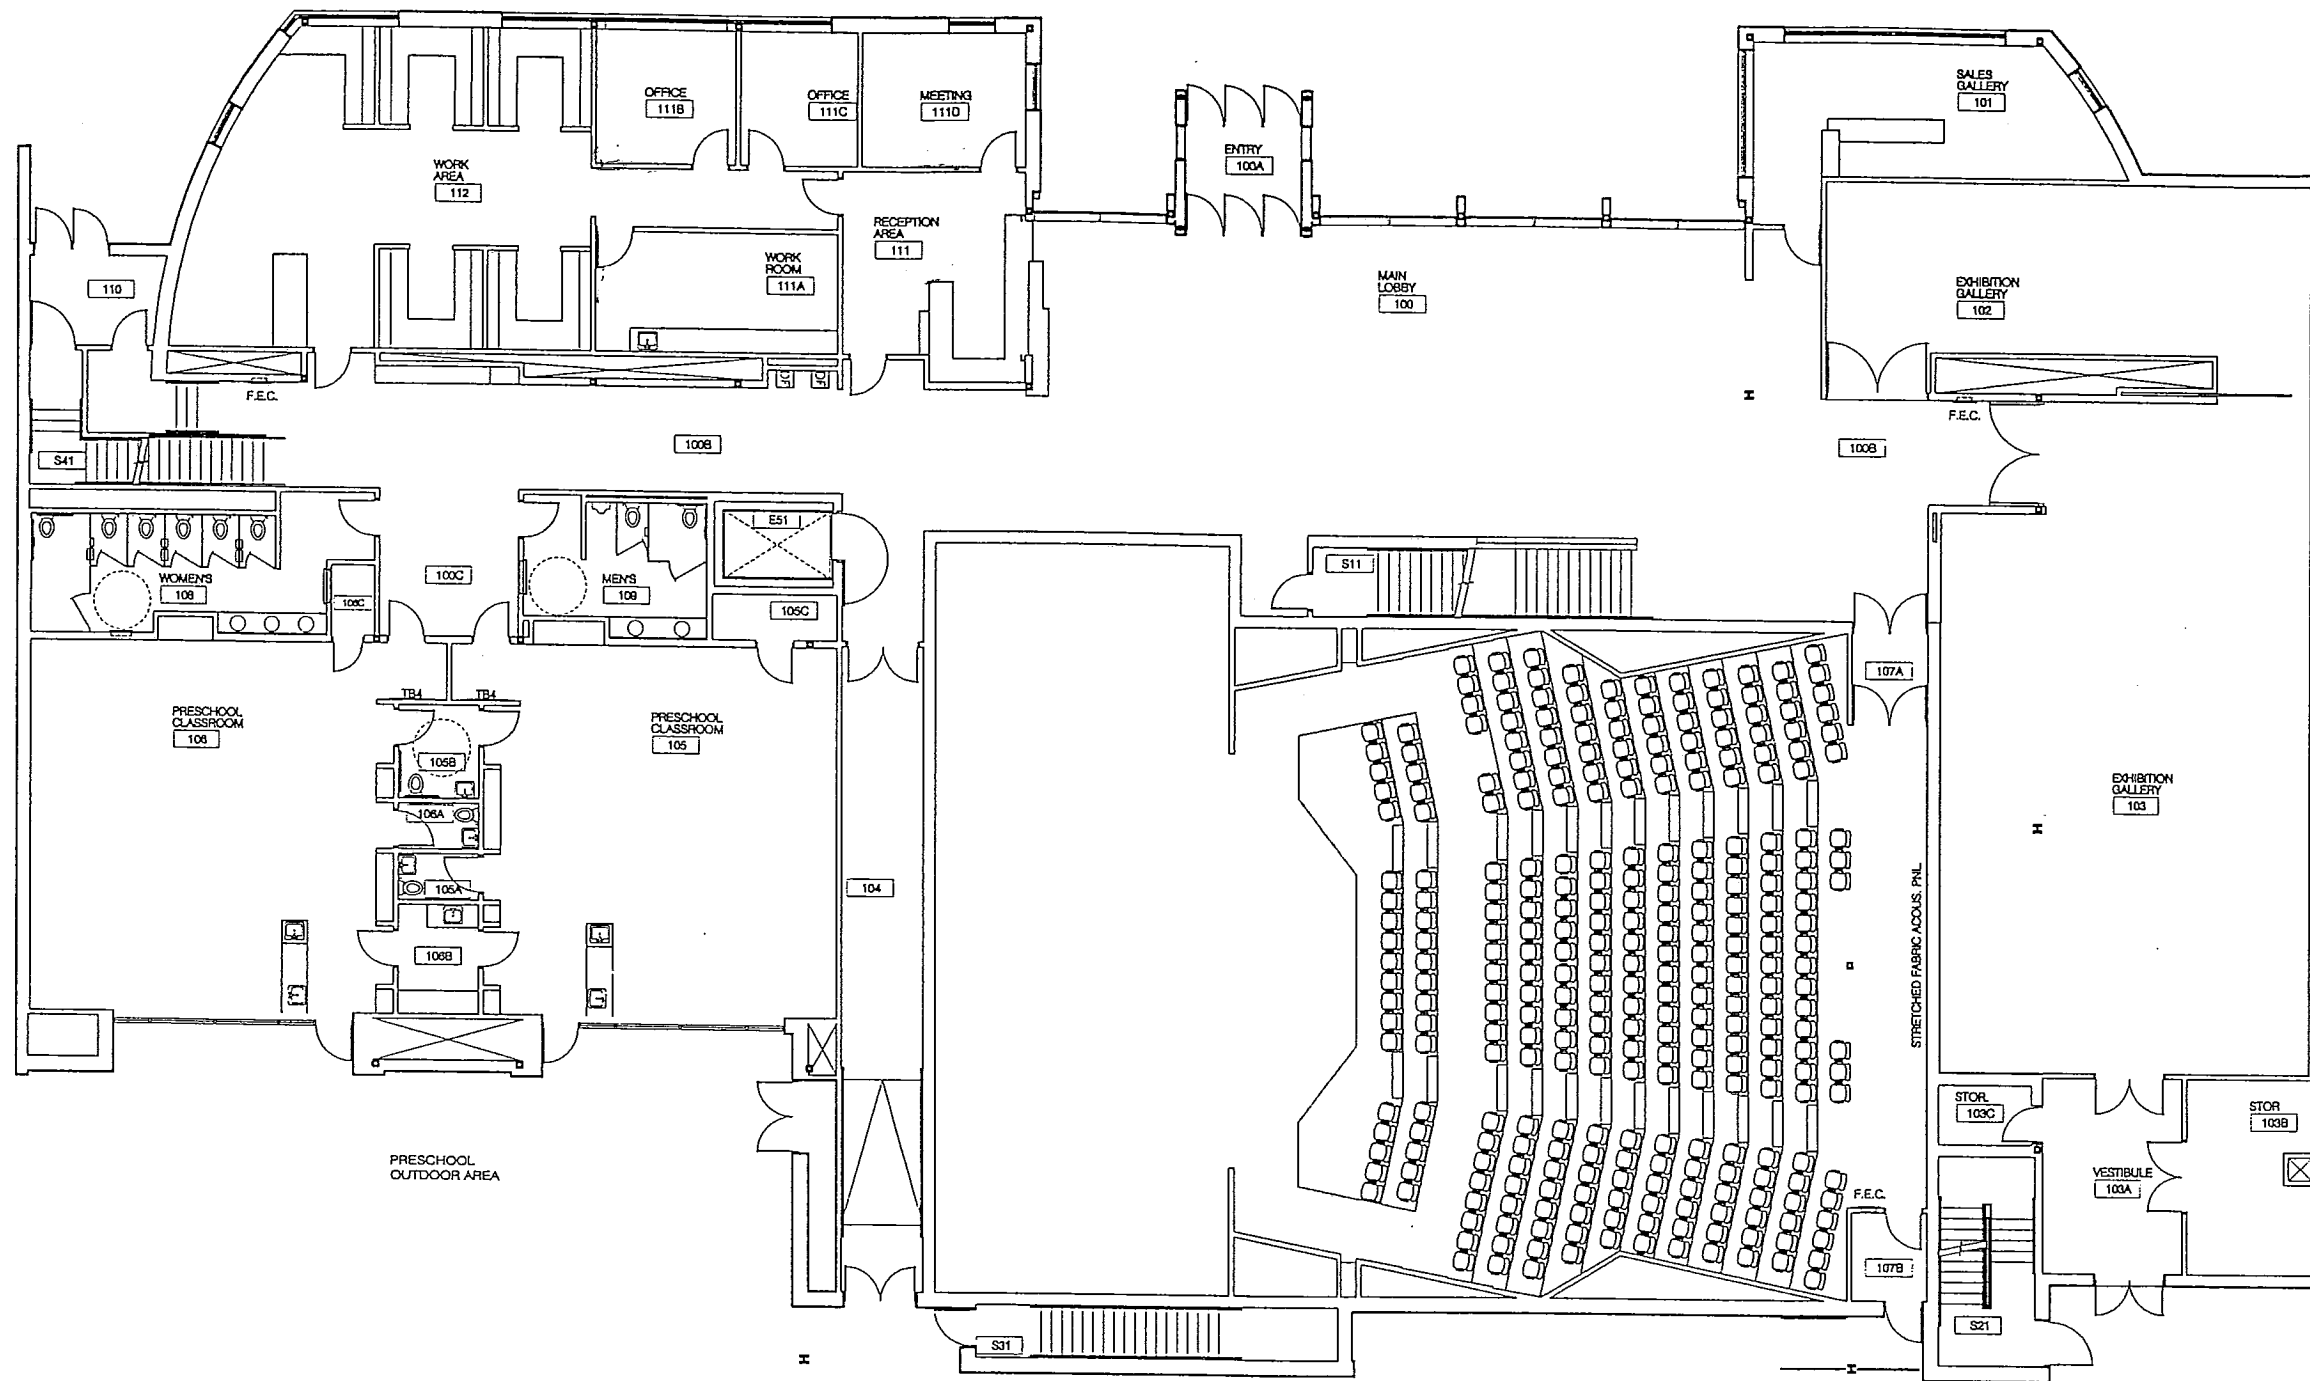 SALES
GALLERY
101
OFFICE
111B
OFFICE
111C
MEETING
111D
ENTRY
100A
WORK
AREA
112
RECEPTION
AREA
111
WORK
ROOM
111A
110
MAIN
LOBBY
100
EXHIBITION
GALLERY
102
DF
DF
F.E.C.
F.E.C.
100B
100B
S41
E51
S11
WOMEN'S
108
106C
100C
MEN'S
109
105C
107A
TB4
TB4
PRESCHOOL
CLASSROOM
106
PRESCHOOL
CLASSROOM
105
105B
106A
105A
104
106B
EXHIBITION
GALLERY
103
STRETCHED FABRIC ACOUS. PNL
STOR.
103C
STOR
103B
PRESCHOOL
OUTDOOR AREA
VESTIBULE
103A
F.E.C.
107B
S21
S31